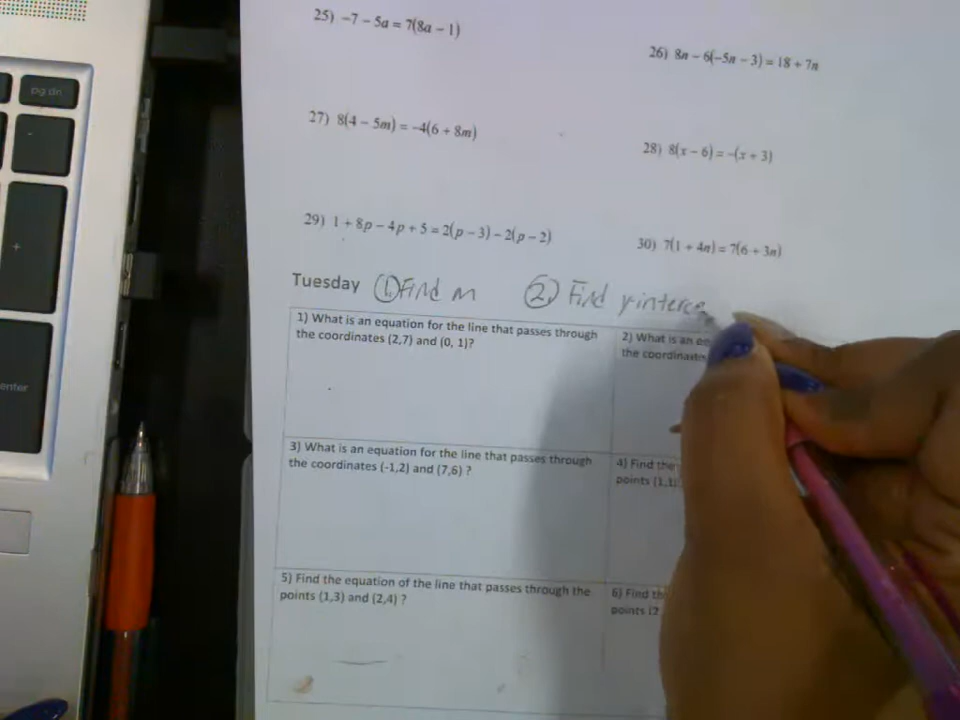 pg dn
-
+
enter
25) −7 − 5a = 7(8a − 1)
26) 8n − 6(−5n − 3) = 18 + 7n
27) 8(4 − 5m) = −4(6 + 8m)
28) 8(x − 6) = −(x + 3)
29) 1 + 8p − 4p + 5 = 2(p − 3) − 2(p − 2)
30) 7(1 + 4n) = 7(6 + 3n)
Tuesday ① Find m ② Find y-interce
1) What is an equation for the line that passes through
the coordinates (2,7) and (0, 1)?
2) What is an
the coordinates
3) What is an equation for the line that passes through
the coordinates (-1,2) and (7,6) ?
4) Find the
points (1,1)
5) Find the equation of the line that passes through the
points (1,3) and (2,4) ?
6) Find th
points (2